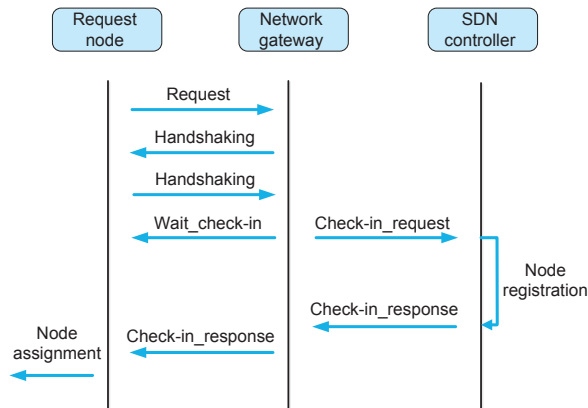 Request
node
Network
gateway
SDN
controller
Request
Handshaking
Handshaking
Wait_check-in
Check-in_request
Node
registration
Check-in_response
Check-in_response
Node
assignment